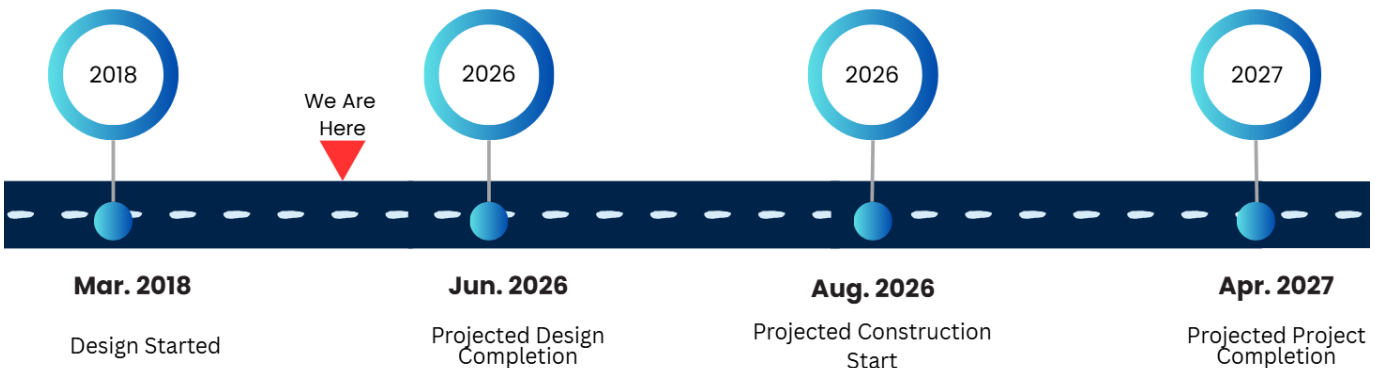 2018
2026
2026
2027
We Are
Here
Mar. 2018
Jun. 2026
Aug. 2026
Apr. 2027
Design Started
Projected Design
Completion
Projected Construction
Start
Projected Project
Completion